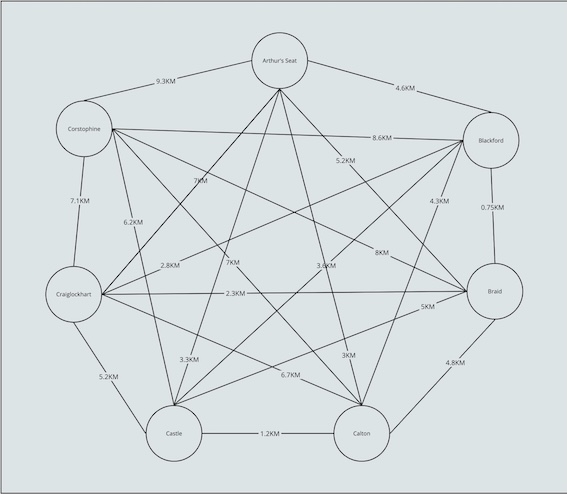 Arthur's Seat
9.3KM
4.6KM
Corstophine
8.6KM
Blackford
5.2KM
7KM
7.1KM
4.3KM
0.75KM
6.2KM
8KM
2.8KM
7KM
3.6KM
Craiglockhart
2.3KM
Braid
5KM
3.3KM
3KM
4.8KM
5.2KM
6.7KM
Castle
1.2KM
Calton